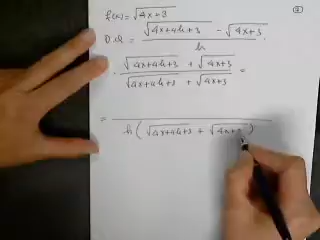 ②
f(x) = √4x+3
D.Q = (√4x+4h+3 - √4x+3) / h
· (√4x+4h+3 + √4x+3) / (√4x+4h+3 + √4x+3) =
= / h(√4x+4h+3 + √4x+3)